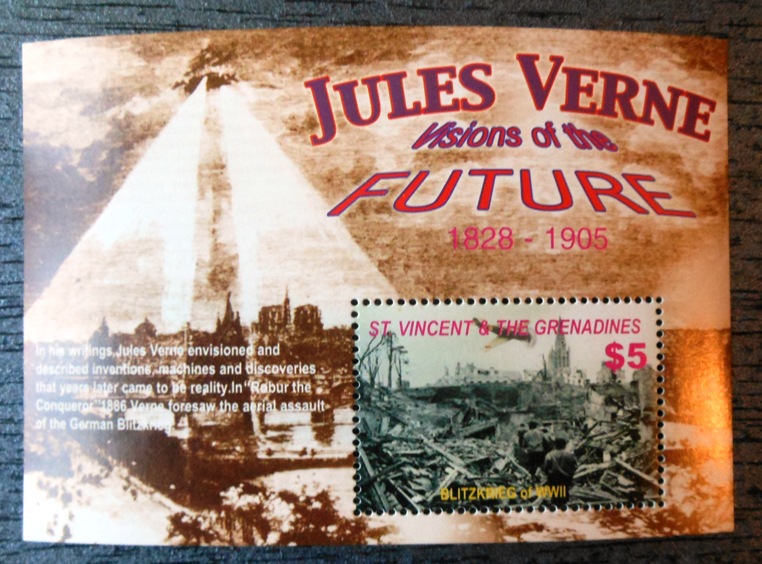 JULES VERNE
Visions of the
FUTURE
1828 - 1905
ST. VINCENT & THE GRENADINES
$5
In his writings,Jules Verne envisioned and
described inventions, machines and discoveries
that years later came to be reality.In "Robur the
Conqueror"1886 Verne foresaw the aerial assault
of the German Blitzkrieg.
BLITZKRIEG of WWII